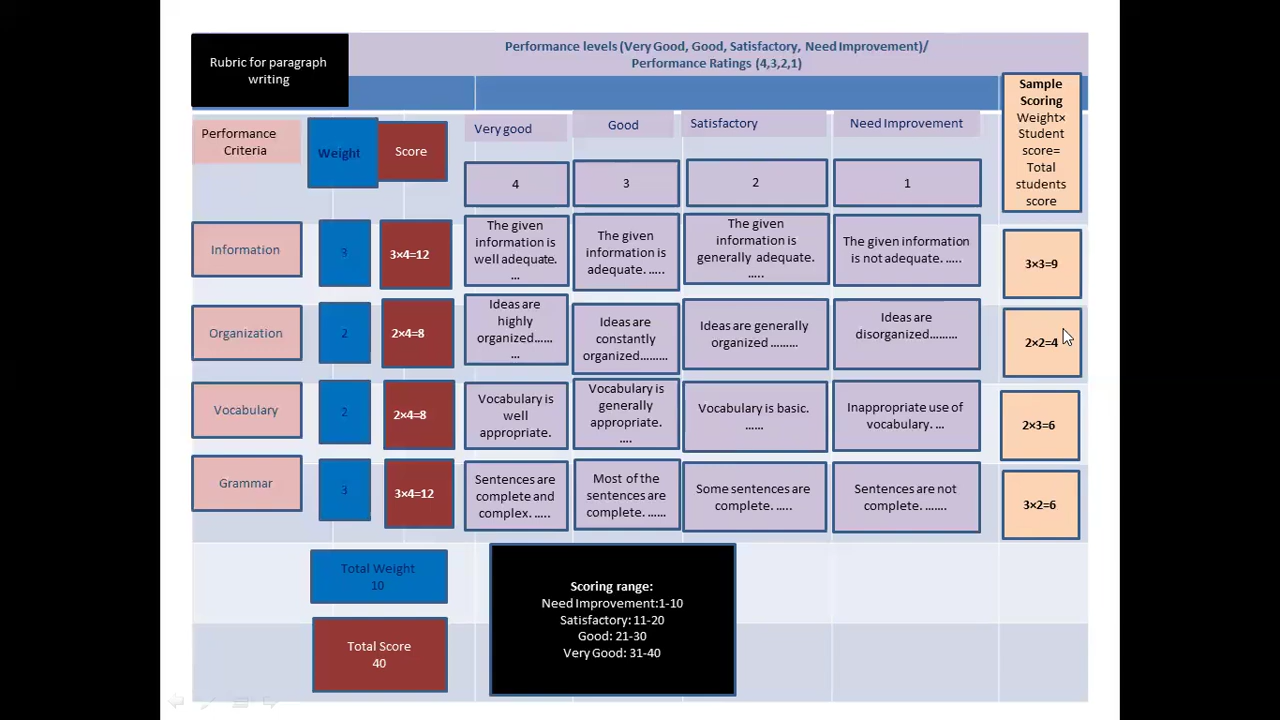 Rubric for paragraph
writing
Performance levels (Very Good, Good, Satisfactory, Need Improvement)/
Performance Ratings (4,3,2,1)
Sample
Scoring
Weight×
Student
score=
Total
students
score
Performance
Criteria
Weight
Score
Very good
Good
Satisfactory
Need Improvement
4
3
2
1
Information
3
3×4=12
The given
information is
well adequate.
...
The given
information is
adequate. .....
The given
information is
generally adequate.
.....
The given information
is not adequate. .....
3×3=9
Organization
2
2×4=8
Ideas are
highly
organized......
...
Ideas are
constantly
organized.........
Ideas are generally
organized .........
Ideas are
disorganized.........
2×2=4
Vocabulary
2
2×4=8
Vocabulary is
well
appropriate.
Vocabulary is
generally
appropriate.
....
Vocabulary is basic.
......
Inappropriate use of
vocabulary. ...
2×3=6
Grammar
3
3×4=12
Sentences are
complete and
complex. .....
Most of the
sentences are
complete. ......
Some sentences are
complete. .....
Sentences are not
complete. .......
3×2=6
Total Weight
10
Total Score
40
Scoring range:
Need Improvement:1-10
Satisfactory: 11-20
Good: 21-30
Very Good: 31-40